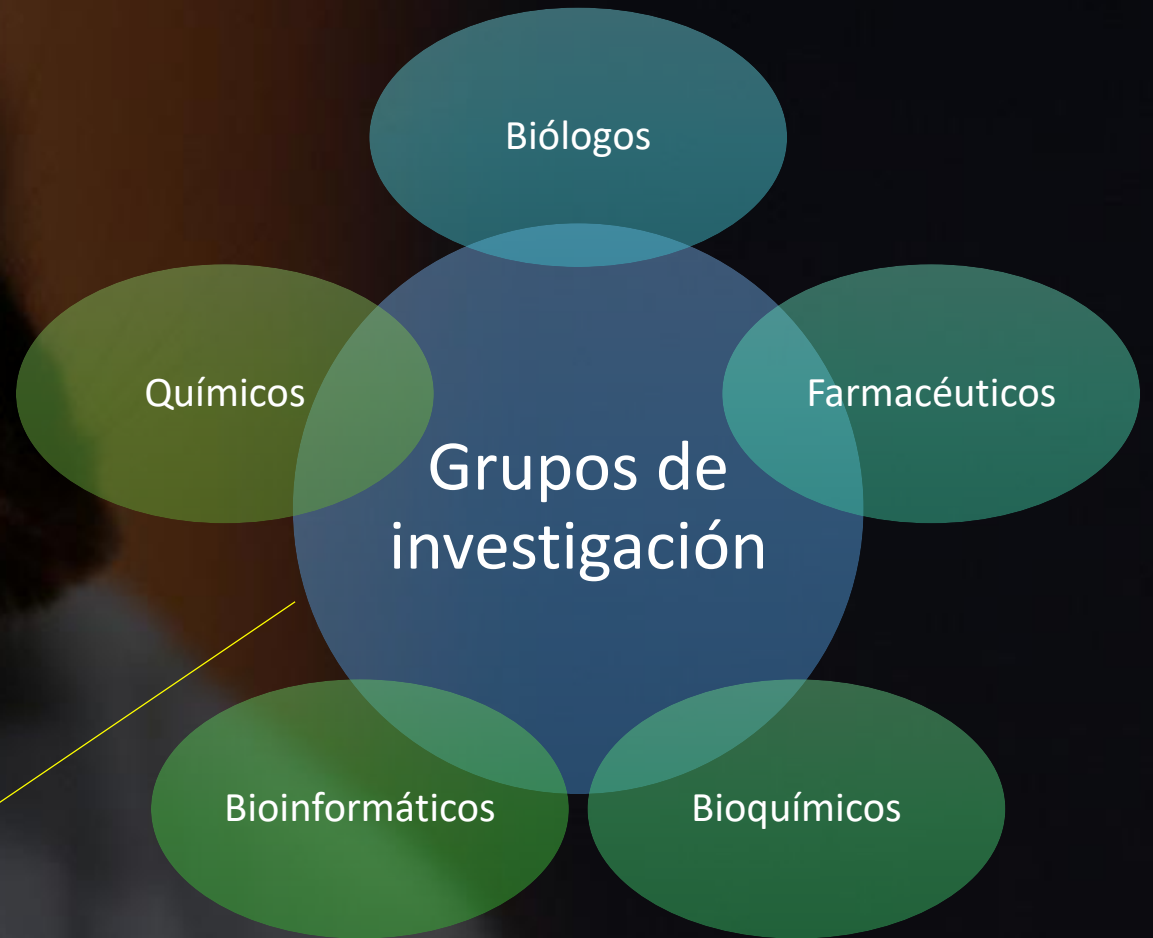 Biólogos
Químicos
Farmacéuticos
Grupos de
investigación
Bioinformáticos
Bioquímicos